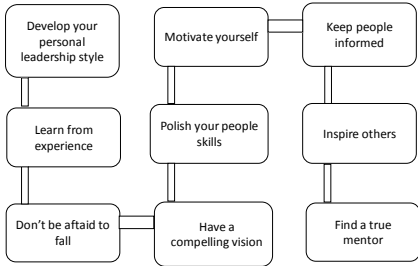 Develop your
personal
leadership style
Learn from
experience
Don't be aftaid to
fall
Have a
compelling vision
Polish your people
skills
Motivate yourself
Keep people
informed
Inspire others
Find a true
mentor